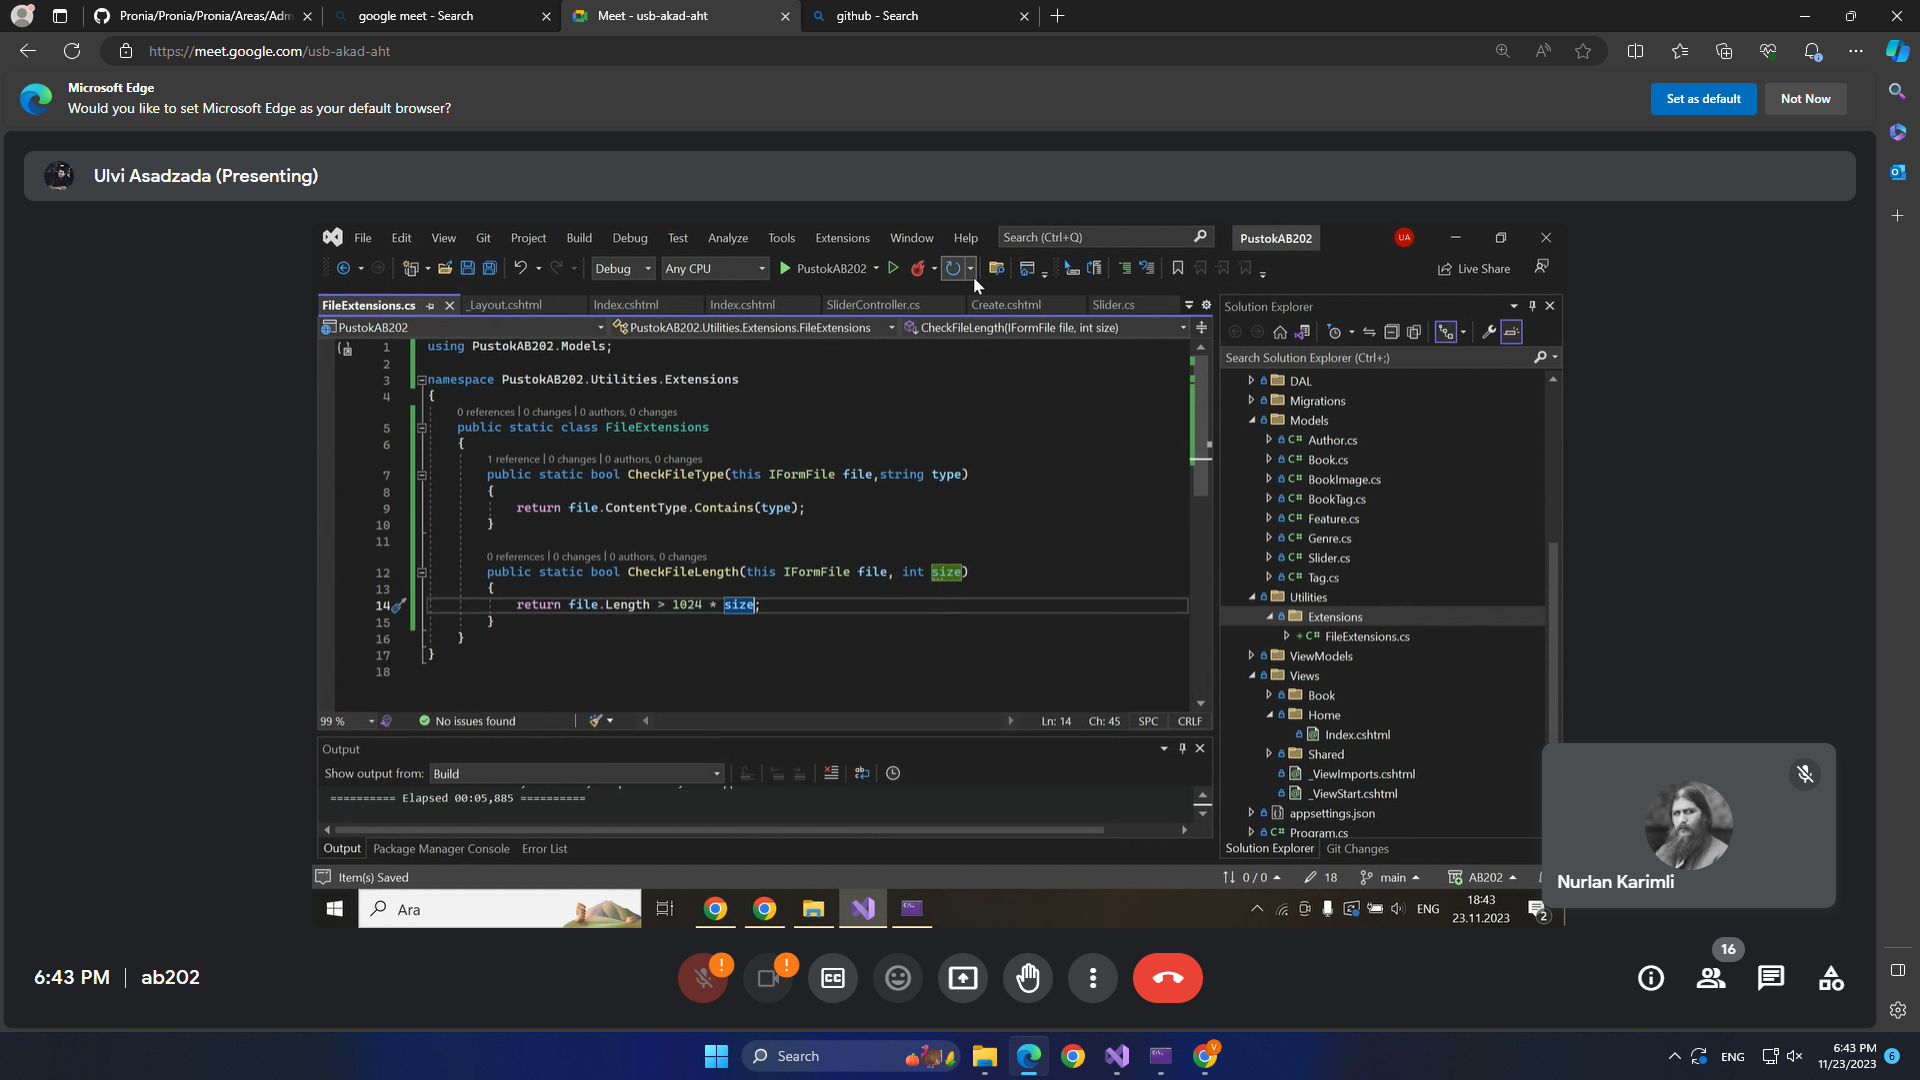 Pronia/Pronia/Pronia/Areas/Adm
google meet - Search
Meet - usb-akad-aht
github - Search
https://meet.google.com/usb-akad-aht
Microsoft Edge
Would you like to set Microsoft Edge as your default browser?
Set as default
Not Now
Ulvi Asadzada (Presenting)
File Edit View Git Project Build Debug Test Analyze Tools Extensions Window Help
Search (Ctrl+Q)
PustokAB202
UA
Debug
Any CPU
PustokAB202
Live Share
FileExtensions.cs
_Layout.cshtml
Index.cshtml
Index.cshtml
SliderController.cs
Create.cshtml
Slider.cs
PustokAB202
PustokAB202.Utilities.Extensions.FileExtensions
CheckFileLength(IFormFile file, int size)
1 using PustokAB202.Models;
2
3 namespace PustokAB202.Utilities.Extensions
4 {
0 references | 0 changes | 0 authors, 0 changes
5 public static class FileExtensions
6 {
1 reference | 0 changes | 0 authors, 0 changes
7 public static bool CheckFileType(this IFormFile file,string type)
8 {
9 return file.ContentType.Contains(type);
10 }
11
0 references | 0 changes | 0 authors, 0 changes
12 public static bool CheckFileLength(this IFormFile file, int size)
13 {
14 return file.Length > 1024 * size;
15 }
16 }
17 }
18
99 %
No issues found
Ln: 14 Ch: 45 SPC CRLF
Output
Show output from: Build
========== Elapsed 00:05,885 ==========
Output Package Manager Console Error List
Solution Explorer
Search Solution Explorer (Ctrl+;)
DAL
Migrations
Models
C# Author.cs
C# Book.cs
C# BookImage.cs
C# BookTag.cs
C# Feature.cs
C# Genre.cs
C# Slider.cs
C# Tag.cs
Utilities
Extensions
+ C# FileExtensions.cs
ViewModels
Views
Book
Home
Index.cshtml
Shared
_ViewImports.cshtml
_ViewStart.cshtml
appsettings.json
C# Program.cs
Solution Explorer Git Changes
Item(s) Saved
0 / 0
18
main
AB202
Ara
ENG
18:43
23.11.2023
2
Nurlan Karimli
6:43 PM | ab202
!
!
CC
16
Search
V
ENG
6:43 PM
11/23/2023
6